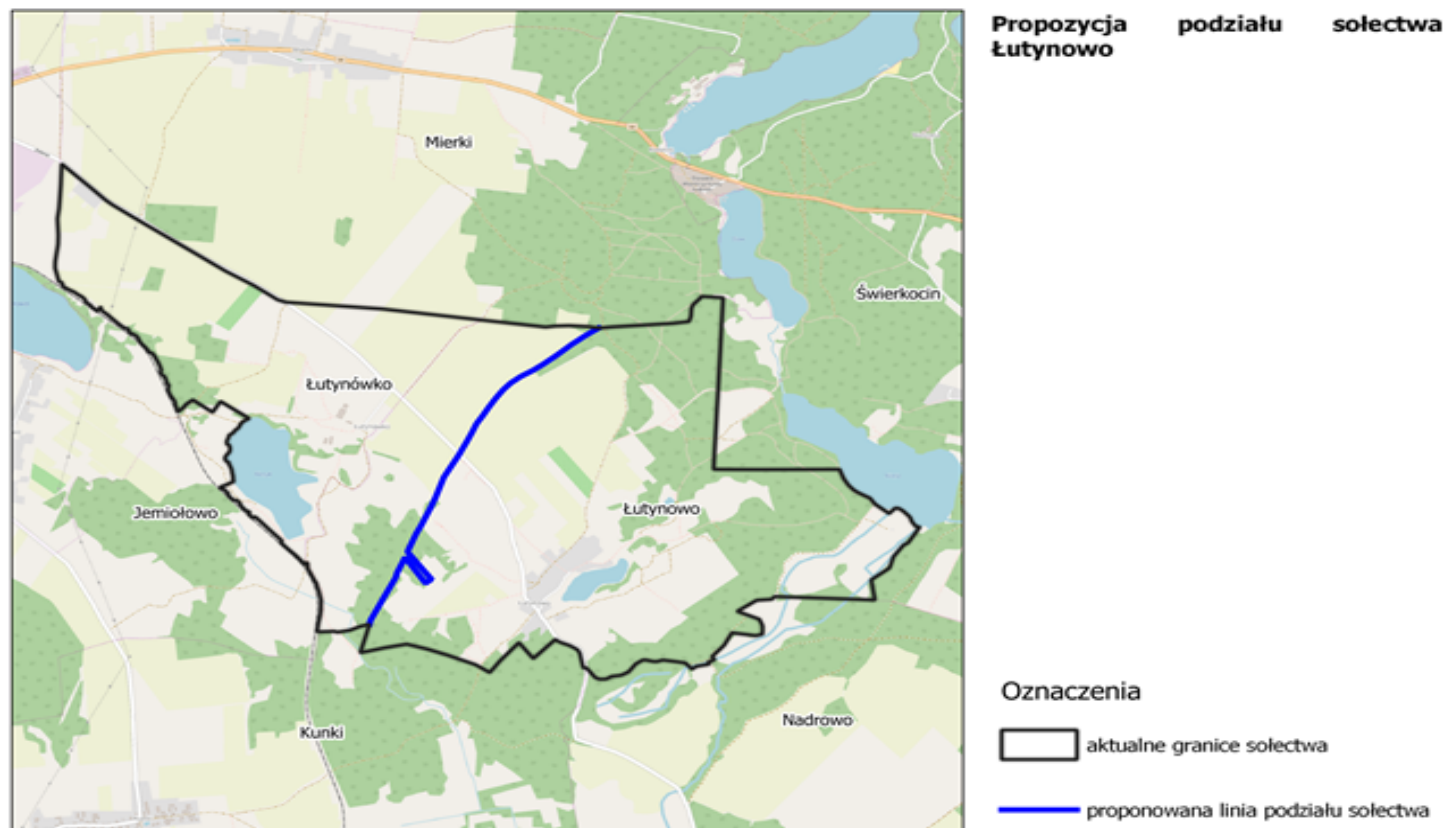 Propozycja podziału sołectwa
Łutynowo
Mierki
Świerkocin
Łutynówko
Jemiołowo
Łutynowo
Nadrowo
Kunki
Oznaczenia
aktualne granice sołectwa
proponowana linia podziału sołectwa